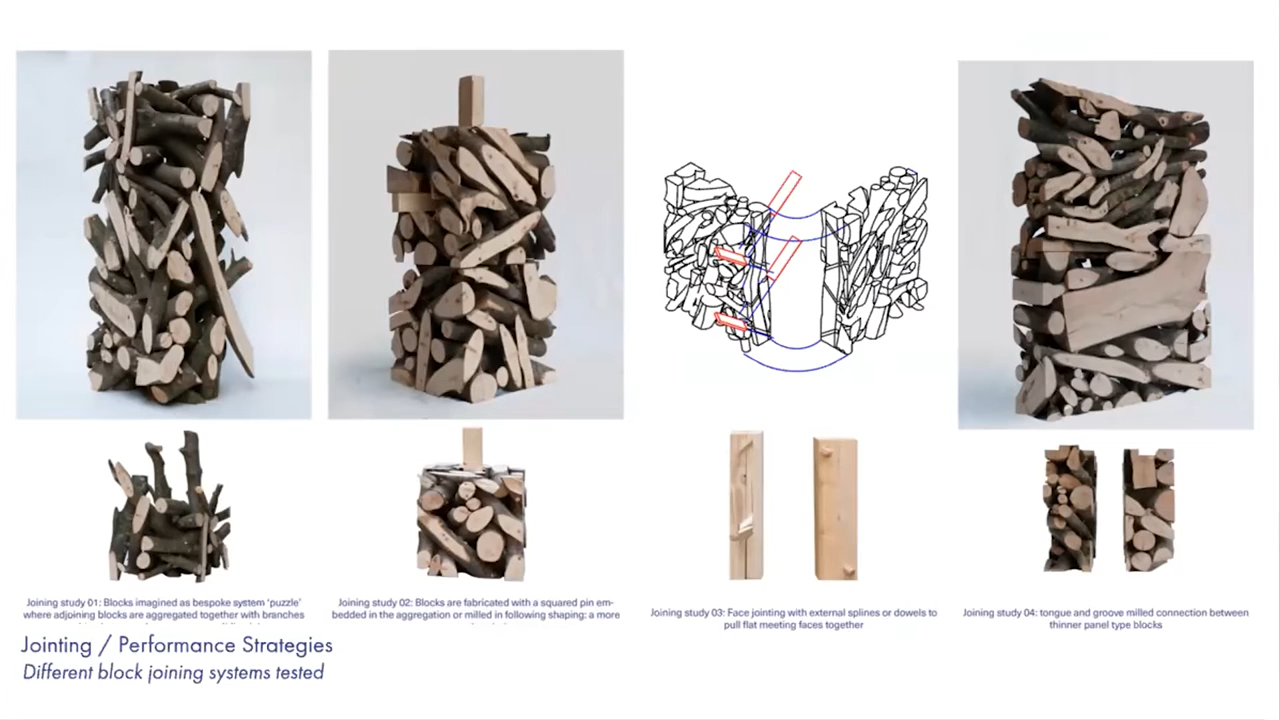 Joining study 01: Blocks imagined as bespoke system ‘puzzle’
where adjoining blocks are aggregated together with branches
Joining study 02: Blocks are fabricated with a squared pin em-
bedded in the aggregation or milled in following shaping: a more
Joining study 03: Face jointing with external splines or dowels to
pull flat meeting faces together
Joining study 04: tongue and groove milled connection between
thinner panel type blocks
Jointing / Performance Strategies
Different block joining systems tested